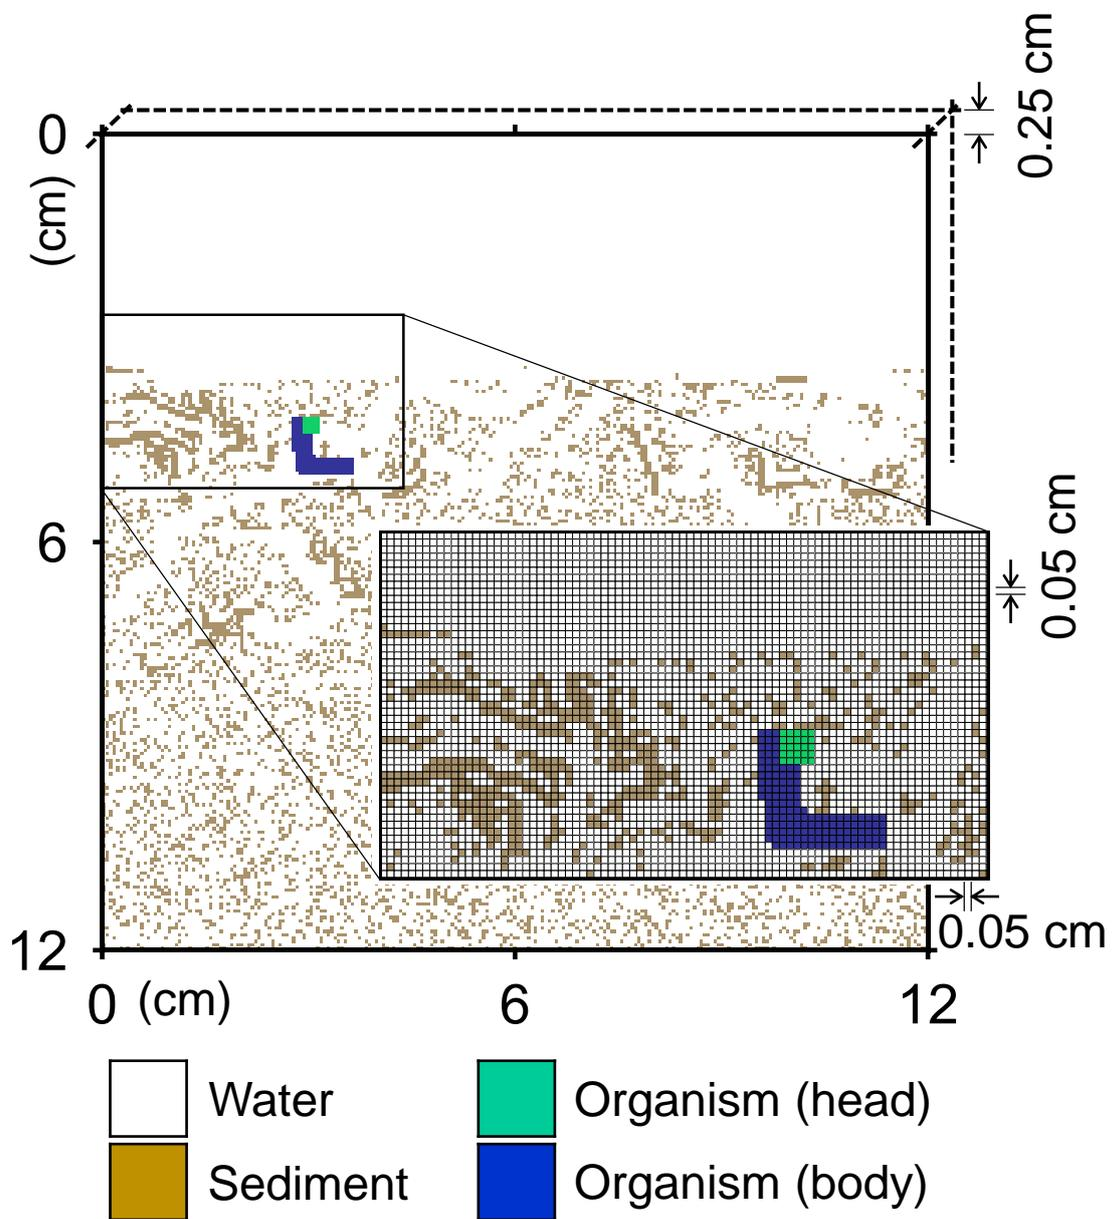 0.25 cm
0
(cm)
6
0.05 cm
0.05 cm
12
0 (cm) 6 12
Water Organism (head)
Sediment Organism (body)